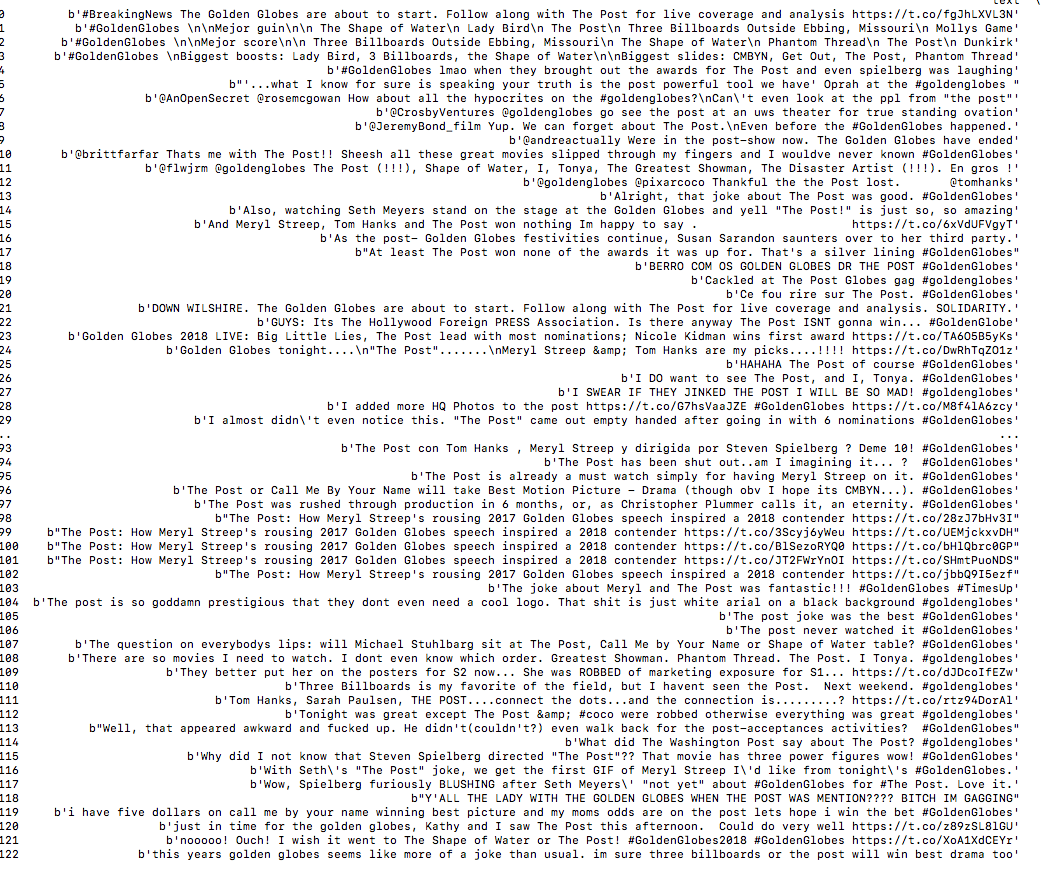 text \
0 b'#BreakingNews The Golden Globes are about to start. Follow along with The Post for live coverage and analysis https://t.co/fgJhLXVL3N'
1 b'#GoldenGlobes \n\n\nMejor guin\n\n The Shape of Water\n Lady Bird\n The Post\n Three Billboards Outside Ebbing, Missouri\n Mollys Game'
2 b'#GoldenGlobes \n\nMejor score\n\n Three Billboards Outside Ebbing, Missouri\n The Shape of Water\n Phantom Thread\n The Post\n Dunkirk'
3 b'#GoldenGlobes \nBiggest boosts: Lady Bird, 3 Billboards, the Shape of Water\n\n\nBiggest slides: CMBYN, Get Out, The Post, Phantom Thread'
4 b'#GoldenGlobes lmao when they brought out the awards for The Post and even spielberg was laughing'
5 b"'...what I know for sure is speaking your truth is the post powerful tool we have' Oprah at the #goldenglobes "
6 b'@AnOpenSecret @rosemcgowan How about all the hypocrites on the #goldenglobes?\nCan\'t even look at the ppl from "the post"'
7 b'@CrosbyVentures @goldenglobes go see the post at an uws theater for true standing ovation'
8 b'@JeremyBond_film Yup. We can forget about The Post.\nEven before the #GoldenGlobes happened.'
9 b'@andreactually Were in the post-show now. The Golden Globes have ended'
10 b'@brittfarfar Thats me with The Post!! Sheesh all these great movies slipped through my fingers and I wouldve never known #GoldenGlobes'
11 b'@flwjrm @goldenglobes The Post (!!!), Shape of Water, I, Tonya, The Greatest Showman, The Disaster Artist (!!!). En gros !'
12 b'@goldenglobes @pixarcoco Thankful the the Post lost. @tomhanks'
13 b'Alright, that joke about The Post was good. #GoldenGlobes'
14 b'Also, watching Seth Meyers stand on the stage at the Golden Globes and yell "The Post!" is just so, so amazing'
15 b'And Meryl Streep, Tom Hanks and The Post won nothing Im happy to say . https://t.co/6xVdUFVgyT'
16 b'As the post- Golden Globes festivities continue, Susan Sarandon saunters over to her third party.'
17 b"At least The Post won none of the awards it was up for. That's a silver lining #GoldenGlobes"
18 b'BERRO COM OS GOLDEN GLOBES DR THE POST #GoldenGlobes'
19 b'Cackled at The Post Globes gag #goldenglobes'
20 b'Ce fou rire sur The Post. #GoldenGlobes'
21 b'DOWN WILSHIRE. The Golden Globes are about to start. Follow along with The Post for live coverage and analysis. SOLIDARITY.'
22 b'GUYS: Its The Hollywood Foreign PRESS Association. Is there anyway The Post ISNT gonna win... #GoldenGlobe'
23 b'Golden Globes 2018 LIVE: Big Little Lies, The Post lead with most nominations; Nicole Kidman wins first award https://t.co/TA6O5B5yKs'
24 b'Golden Globes tonight....\n"The Post".......\nMeryl Streep &amp; Tom Hanks are my picks....!!!! https://t.co/DwRhTqZO1z'
25 b'HAHAHA The Post of course #GoldenGlobes'
26 b'I DO want to see The Post, and I, Tonya. #GoldenGlobes'
27 b'I SWEAR IF THEY JINKED THE POST I WILL BE SO MAD! #goldenglobes'
28 b'I added more HQ Photos to the post https://t.co/G7hsVaaJZE #GoldenGlobes https://t.co/M8f4lA6zcy'
29 b'I almost didn\'t even notice this. "The Post" came out empty handed after going in with 6 nominations #GoldenGlobes'
.. ...
93 b'The Post con Tom Hanks , Meryl Streep y dirigida por Steven Spielberg ? Deme 10! #GoldenGlobes'
94 b'The Post has been shut out..am I imagining it... ? #GoldenGlobes'
95 b'The Post is already a must watch simply for having Meryl Streep on it. #GoldenGlobes'
96 b'The Post or Call Me By Your Name will take Best Motion Picture – Drama (though obv I hope its CMBYN...). #GoldenGlobes'
97 b'The Post was rushed through production in 6 months, or, as Christopher Plummer calls it, an eternity. #GoldenGlobes'
98 b"The Post: How Meryl Streep's rousing 2017 Golden Globes speech inspired a 2018 contender https://t.co/28zJ7bHv3I"
99 b"The Post: How Meryl Streep's rousing 2017 Golden Globes speech inspired a 2018 contender https://t.co/3Scyj6yWeu https://t.co/UEMjckxvDH"
100 b"The Post: How Meryl Streep's rousing 2017 Golden Globes speech inspired a 2018 contender https://t.co/BlSezoRYQ0 https://t.co/bHlQbrc0GP"
101 b"The Post: How Meryl Streep's rousing 2017 Golden Globes speech inspired a 2018 contender https://t.co/JT2FWrYnOI https://t.co/SHmtPuoNDS"
102 b"The Post: How Meryl Streep's rousing 2017 Golden Globes speech inspired a 2018 contender https://t.co/jbbQ9I5ezf"
103 b'The joke about Meryl and The Post was fantastic!!! #GoldenGlobes #TimesUp'
104 b'The post is so goddamn prestigious that they dont even need a cool logo. That shit is just white arial on a black background #goldenglobes'
105 b'The post joke was the best #GoldenGlobes'
106 b'The post never watched it #GoldenGlobes'
107 b'The question on everybodys lips: will Michael Stuhlbarg sit at The Post, Call Me by Your Name or Shape of Water table? #GoldenGlobes'
108 b'There are so movies I need to watch. I dont even know which order. Greatest Showman. Phantom Thread. The Post. I Tonya. #goldenglobes'
109 b'They better put her on the posters for S2 now... She was ROBBED of marketing exposure for S1... https://t.co/dJDcoIfEZw'
110 b'Three Billboards is my favorite of the field, but I havent seen the Post. Next weekend. #goldenglobes'
111 b'Tom Hanks, Sarah Paulsen, THE POST....connect the dots...and the connection is.........? https://t.co/rtz94DorAl'
112 b'Tonight was great except The Post &amp; #coco were robbed otherwise everything was great #goldenglobes'
113 b"Well, that appeared awkward and fucked up. He didn't(couldn't?) even walk back for the post-acceptances activities? #GoldenGlobes"
114 b'What did The Washington Post say about The Post? #goldenglobes'
115 b'Why did I not know that Steven Spielberg directed "The Post"?? That movie has three power figures wow! #GoldenGlobes'
116 b'With Seth\'s "The Post" joke, we get the first GIF of Meryl Streep I\'d like from tonight\'s #GoldenGlobes.'
117 b'Wow, Spielberg furiously BLUSHING after Seth Meyers\' "not yet" about #GoldenGlobes for #The Post. Love it.'
118 b"Y'ALL THE LADY WITH THE GOLDEN GLOBES WHEN THE POST WAS MENTION???? BITCH IM GAGGING"
119 b'i have five dollars on call me by your name winning best picture and my moms odds are on the post lets hope i win the bet #GoldenGlobes'
120 b'just in time for the golden globes, Kathy and I saw The Post this afternoon. Could do very well https://t.co/z89zSL8lGU'
121 b'nooooo! Ouch! I wish it went to The Shape of Water or The Post! #GoldenGlobes2018 #GoldenGlobes https://t.co/XoA1XdCEYr'
122 b'this years golden globes seems like more of a joke than usual. im sure three billboards or the post will win best drama too'